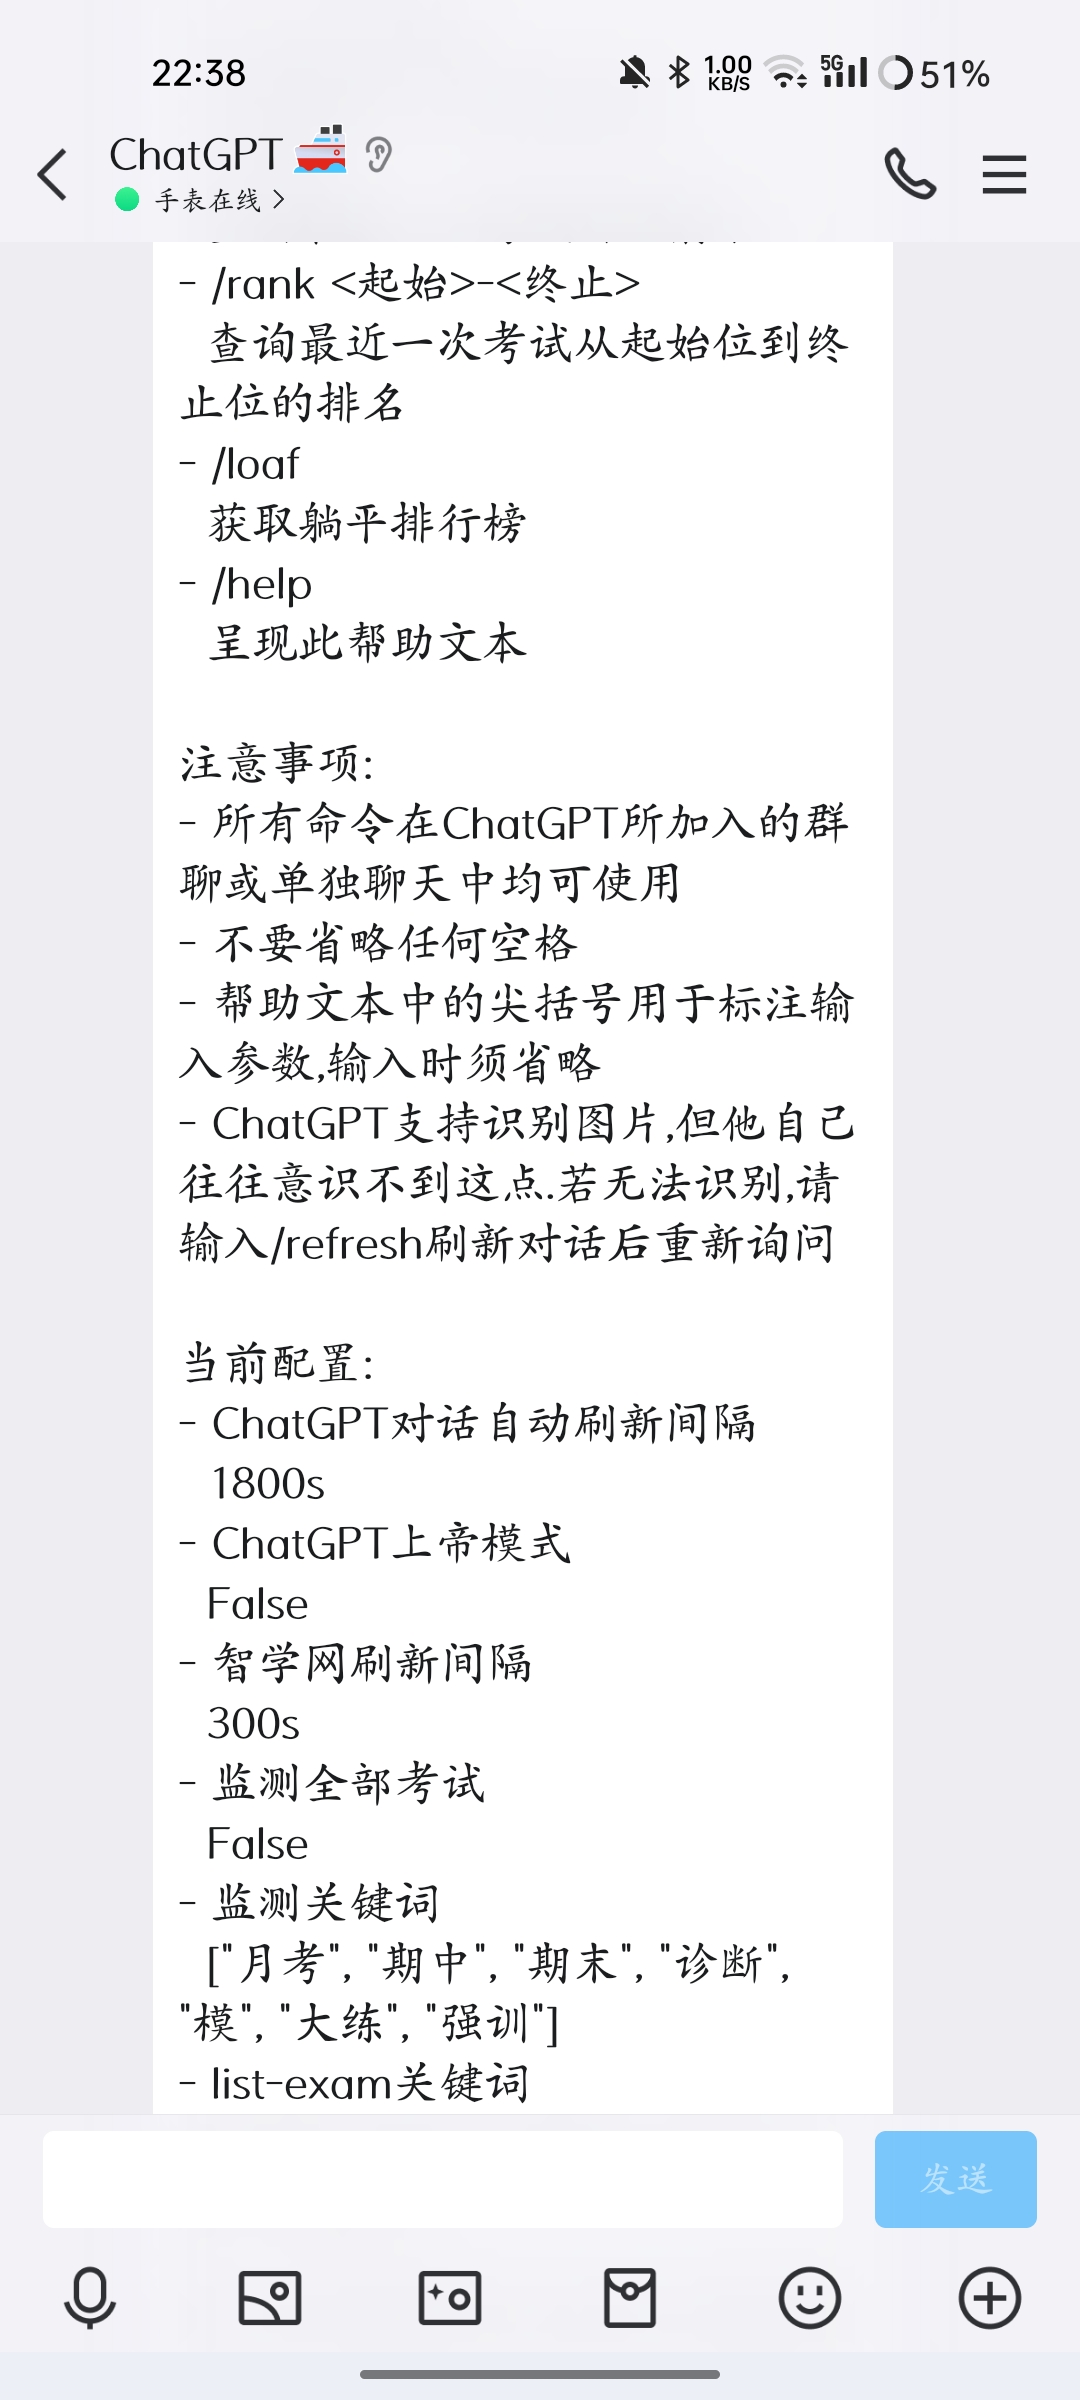 22:38
1.00 KB/S
5G
51%
ChatGPT
手表在线
- /rank <起始>-<终止>
查询最近一次考试从起始位到终
止位的排名
- /loaf
获取躺平排行榜
- /help
呈现此帮助文本
注意事项:
- 所有命令在ChatGPT所加入的群
聊或单独聊天中均可使用
- 不要省略任何空格
- 帮助文本中的尖括号用于标注输
入参数,输入时须省略
- ChatGPT支持识别图片,但他自己
往往意识不到这点.若无法识别,请
输入/refresh刷新对话后重新询问
当前配置:
- ChatGPT对话自动刷新间隔
1800s
- ChatGPT上帝模式
False
- 智学网刷新间隔
300s
- 监测全部考试
False
- 监测关键词
["月考", "期中", "期末", "诊断",
"模", "大练", "强训"]
- list-exam关键词
发送